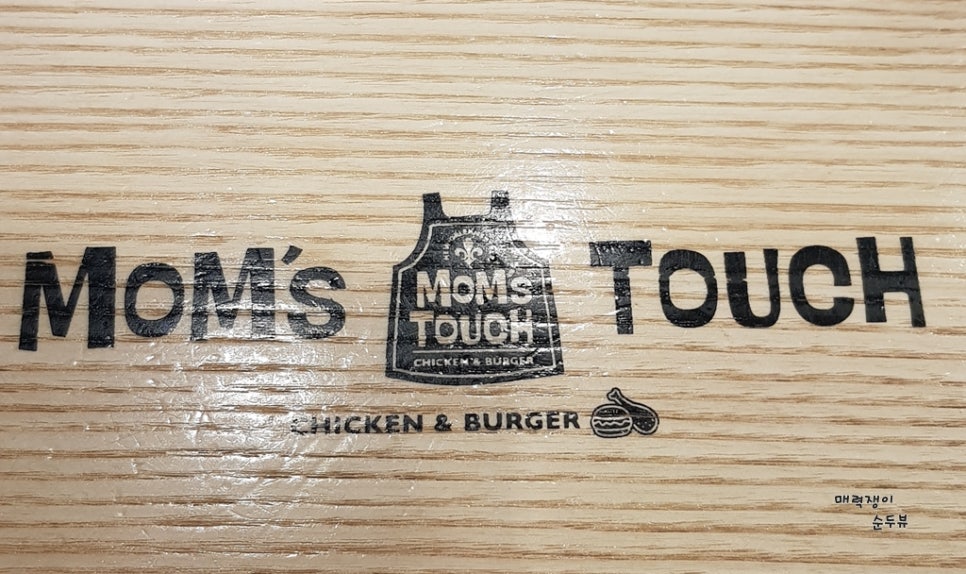 MOM's TOUCH
MOM's
TOUCH
CHICKEN & BURGER
CHICKEN & BURGER
매력쟁이
순두뷰